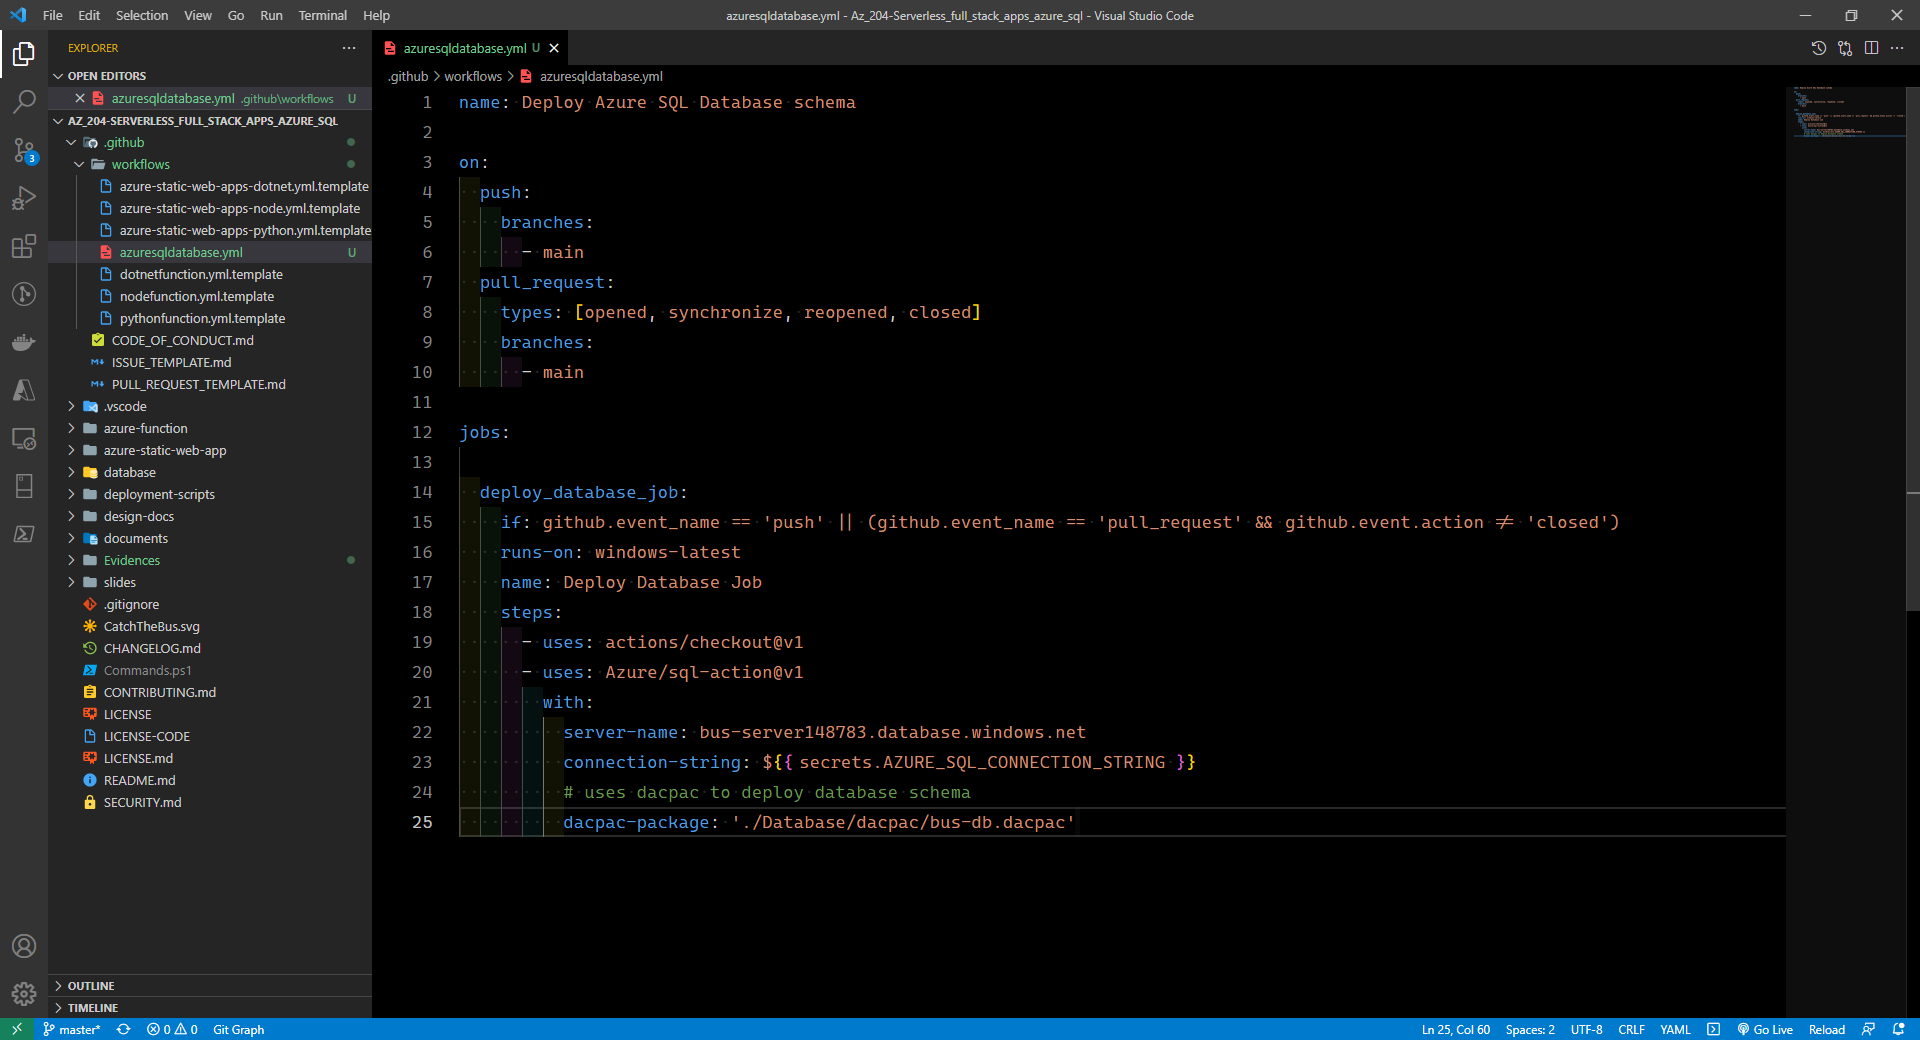 File Edit Selection View Go Run Terminal Help
azuresqldatabase.yml - Az_204-Serverless_full_stack_apps_azure_sql - Visual Studio Code
EXPLORER
OPEN EDITORS
azuresqldatabase.yml .github\workflows U
AZ_204-SERVERLESS_FULL_STACK_APPS_AZURE_SQL
.github
workflows
azure-static-web-apps-dotnet.yml.template
azure-static-web-apps-node.yml.template
azure-static-web-apps-python.yml.template
azuresqldatabase.yml U
dotnetfunction.yml.template
nodefunction.yml.template
pythonfunction.yml.template
CODE_OF_CONDUCT.md
ISSUE_TEMPLATE.md
PULL_REQUEST_TEMPLATE.md
.vscode
azure-function
azure-static-web-app
database
deployment-scripts
design-docs
documents
Evidences
slides
.gitignore
CatchTheBus.svg
CHANGELOG.md
Commands.ps1
CONTRIBUTING.md
LICENSE
LICENSE-CODE
LICENSE.md
README.md
SECURITY.md
OUTLINE
TIMELINE
3
azuresqldatabase.yml U
.github > workflows > azuresqldatabase.yml
1 name: Deploy Azure SQL Database schema
2
3 on:
4 push:
5 branches:
6 - main
7 pull_request:
8 types: [opened, synchronize, reopened, closed]
9 branches:
10 - main
11
12 jobs:
13
14 deploy_database_job:
15 if: github.event_name == 'push' || (github.event_name == 'pull_request' && github.event.action != 'closed')
16 runs-on: windows-latest
17 name: Deploy Database Job
18 steps:
19 - uses: actions/checkout@v1
20 - uses: Azure/sql-action@v1
21 with:
22 server-name: bus-server148783.database.windows.net
23 connection-string: ${{ secrets.AZURE_SQL_CONNECTION_STRING }}
24 # uses dacpac to deploy database schema
25 dacpac-package: './Database/dacpac/bus-db.dacpac'
master* 0 0 Git Graph
Ln 25, Col 60 Spaces: 2 UTF-8 CRLF YAML Go Live Reload